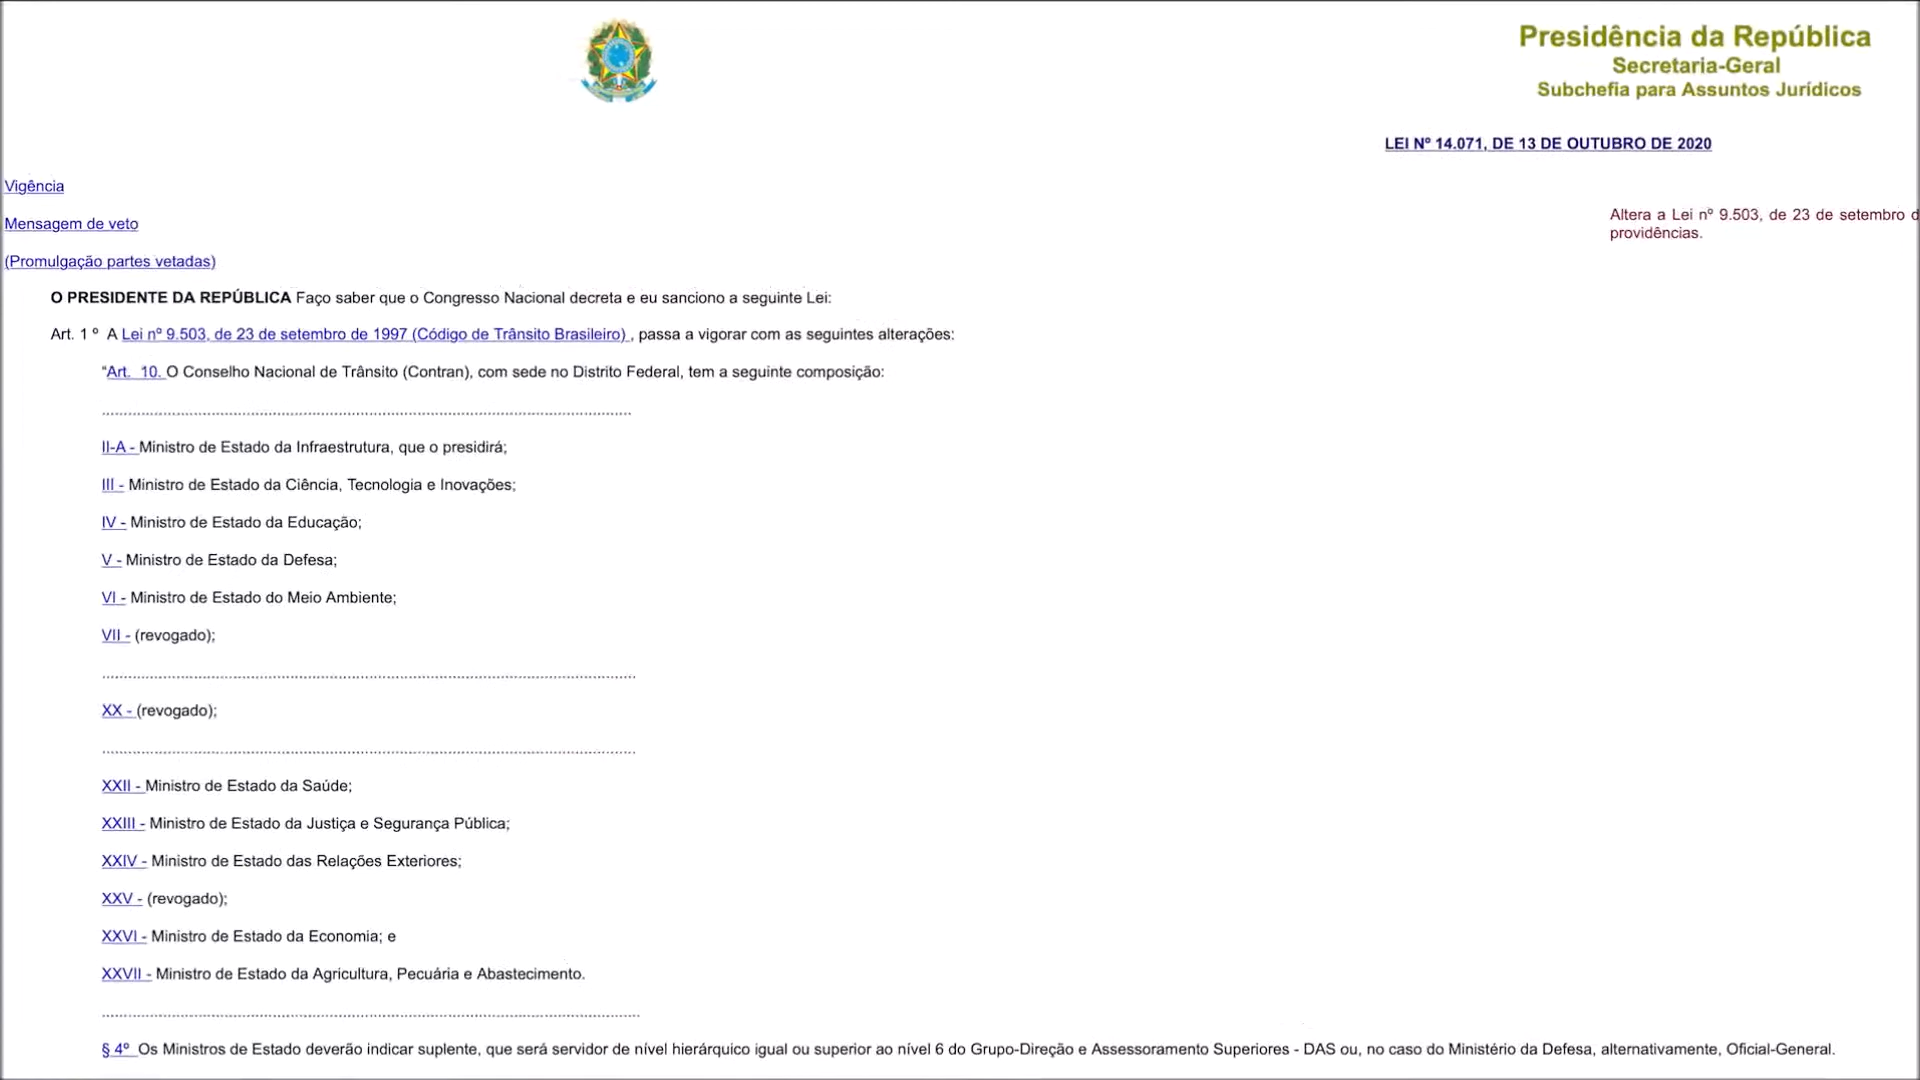 Presidência da República
Secretaria-Geral
Subchefia para Assuntos Jurídicos
LEI Nº 14.071, DE 13 DE OUTUBRO DE 2020
Vigência
Mensagem de veto
(Promulgação partes vetadas)
Altera a Lei nº 9.503, de 23 de setembro d
providências.
O PRESIDENTE DA REPÚBLICA Faço saber que o Congresso Nacional decreta e eu sanciono a seguinte Lei:
Art. 1 º A Lei nº 9.503, de 23 de setembro de 1997 (Código de Trânsito Brasileiro) , passa a vigorar com as seguintes alterações:
“Art. 10. O Conselho Nacional de Trânsito (Contran), com sede no Distrito Federal, tem a seguinte composição:
II-A - Ministro de Estado da Infraestrutura, que o presidirá;
III - Ministro de Estado da Ciência, Tecnologia e Inovações;
IV - Ministro de Estado da Educação;
V - Ministro de Estado da Defesa;
VI - Ministro de Estado do Meio Ambiente;
VII - (revogado);
XX - (revogado);
XXII - Ministro de Estado da Saúde;
XXIII - Ministro de Estado da Justiça e Segurança Pública;
XXIV - Ministro de Estado das Relações Exteriores;
XXV - (revogado);
XXVI - Ministro de Estado da Economia; e
XXVII - Ministro de Estado da Agricultura, Pecuária e Abastecimento.
§ 4º Os Ministros de Estado deverão indicar suplente, que será servidor de nível hierárquico igual ou superior ao nível 6 do Grupo-Direção e Assessoramento Superiores - DAS ou, no caso do Ministério da Defesa, alternativamente, Oficial-General.